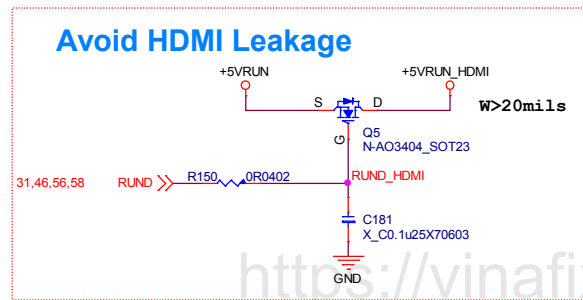 Avoid HDMI Leakage
+5VRUN
+5VRUN_HDMI
S
D
W>20mils
Q5
N-AO3404_SOT23
G
31,46,56,58
RUND
R150
0R0402
RUND_HDMI
C181
X_C0.1u25X70603
GND
https://vinafi